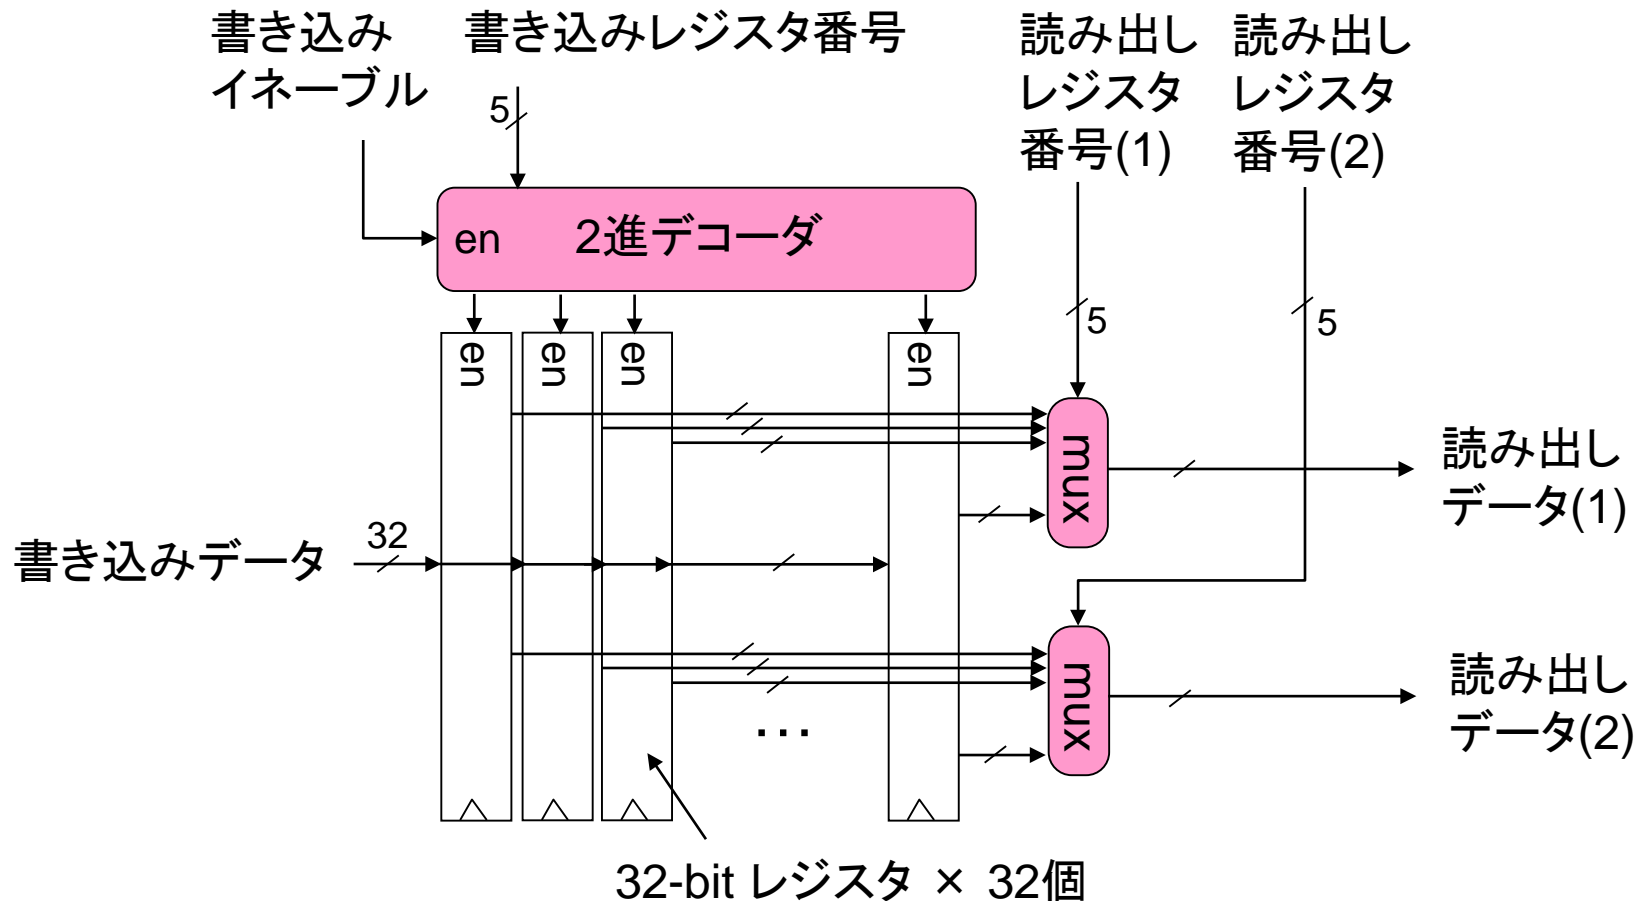 書き込み
イネーブル
書き込みレジスタ番号
読み出し
レジスタ
番号(1)
読み出し
レジスタ
番号(2)
5
en 2進デコーダ
5
5
en
en
en
en
mux
読み出し
データ(1)
32
書き込みデータ
mux
読み出し
データ(2)
...
32-bit レジスタ × 32個